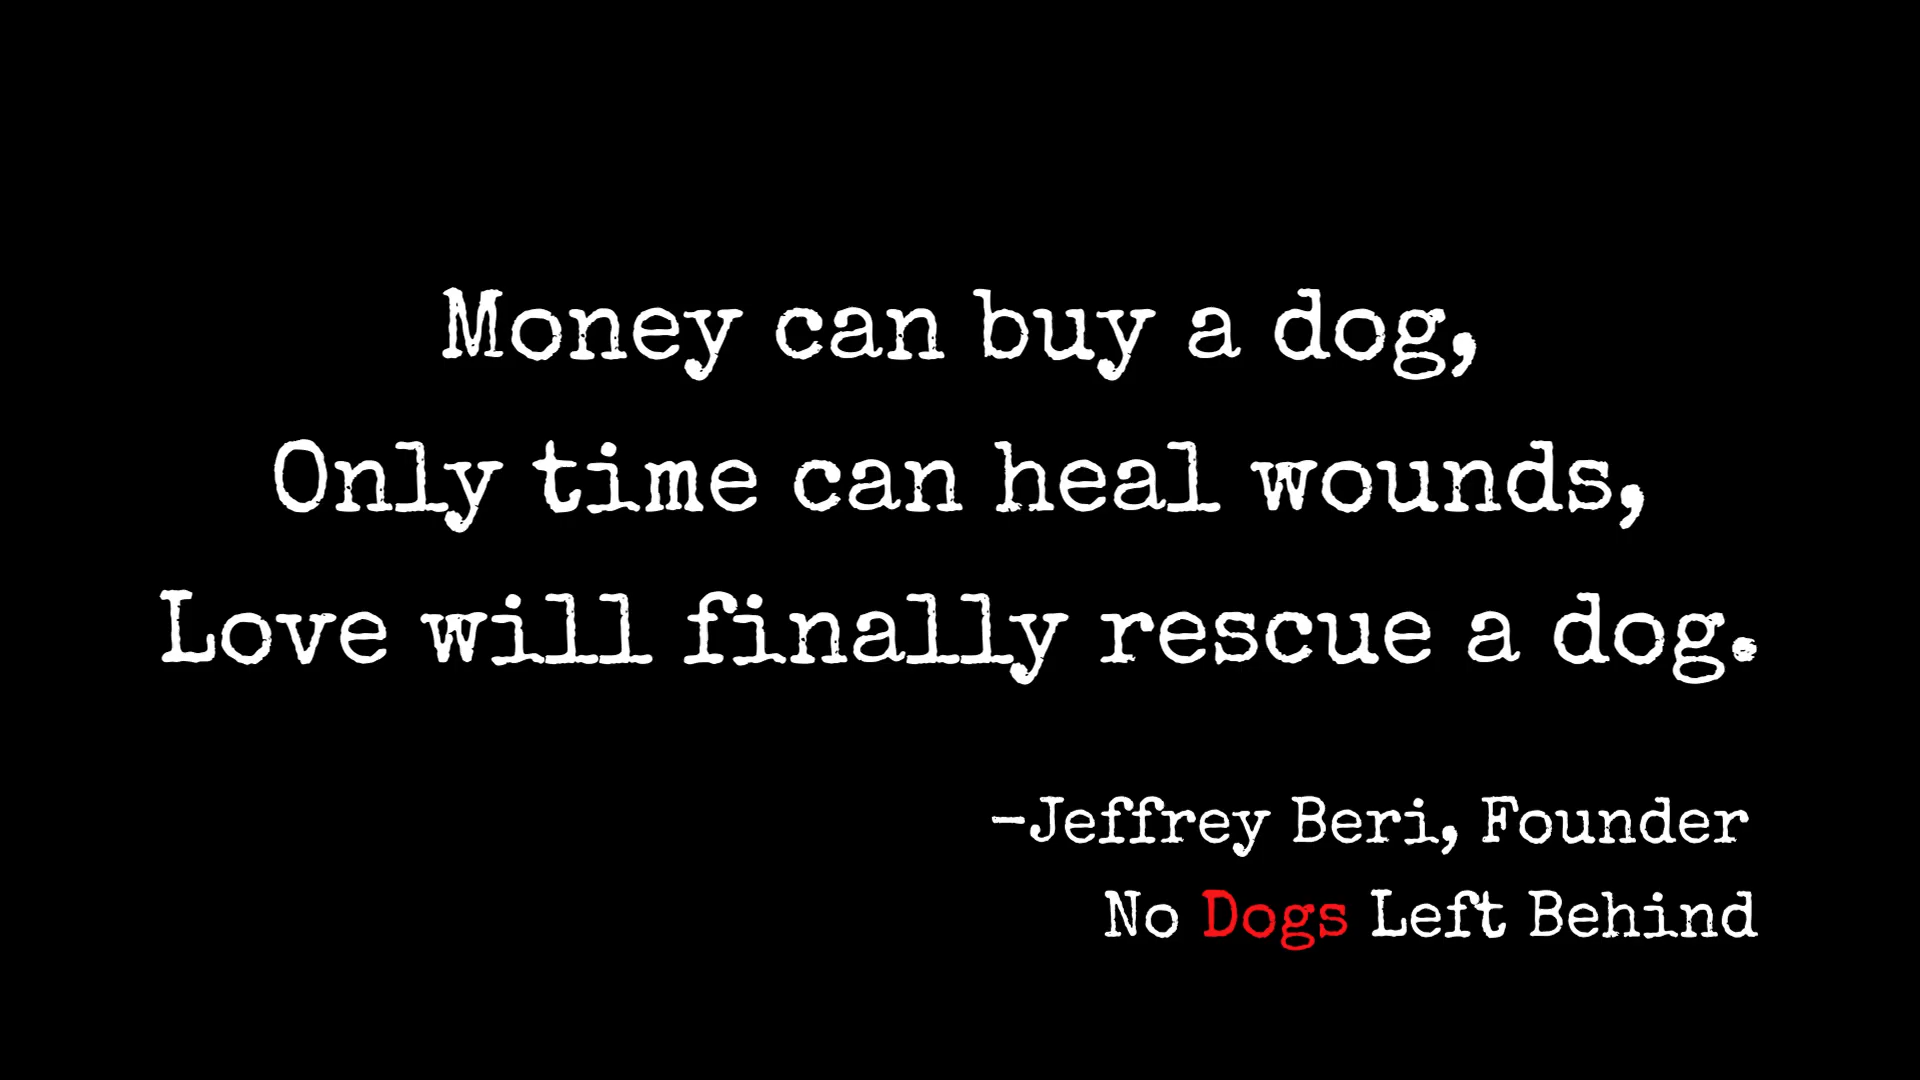 Money can buy a dog,
Only time can heal wounds,
Love will finally rescue a dog.
-Jeffrey Beri, Founder
No Dogs Left Behind